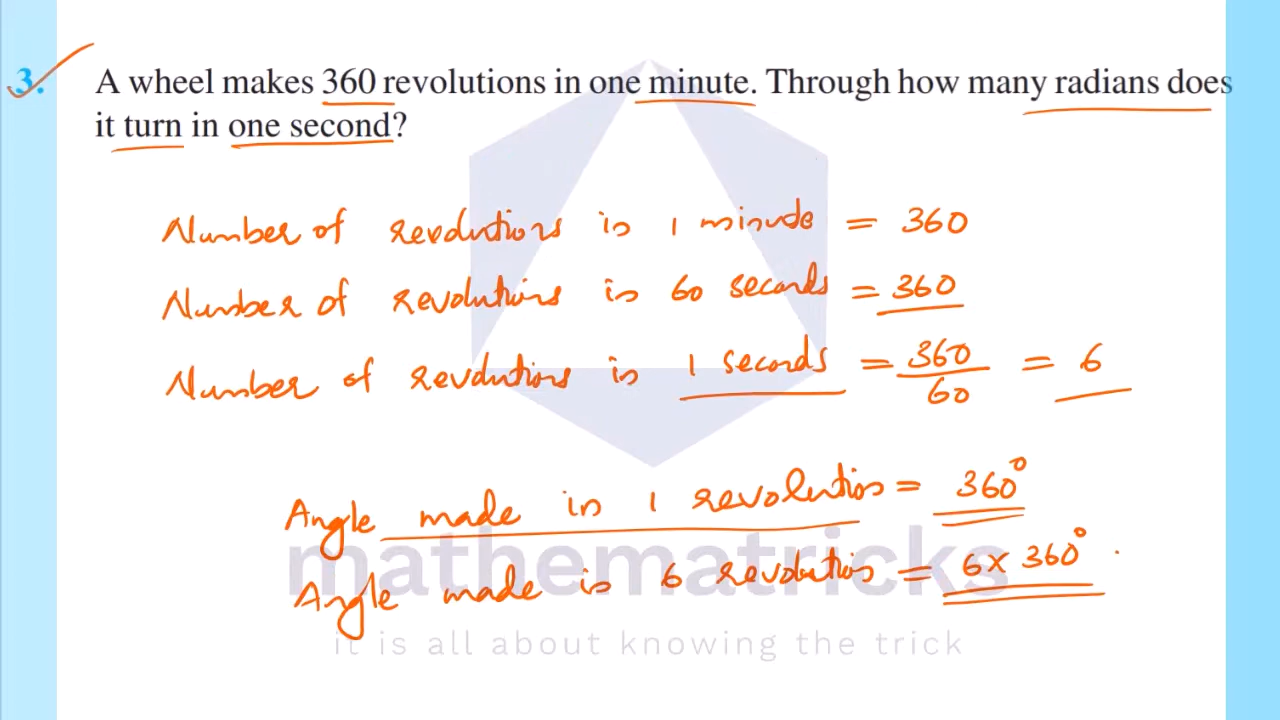 3. A wheel makes 360 revolutions in one minute. Through how many radians does
it turn in one second?
Number of revolutions in 1 minute = 360
Number of revolutions in 60 seconds = 360
Number of revolutions in 1 seconds = 360/60 = 6
Angle made in 1 revolution = 360°
mathematricks
Angle made in 6 revolution = 6 × 360°
it is all about knowing the trick